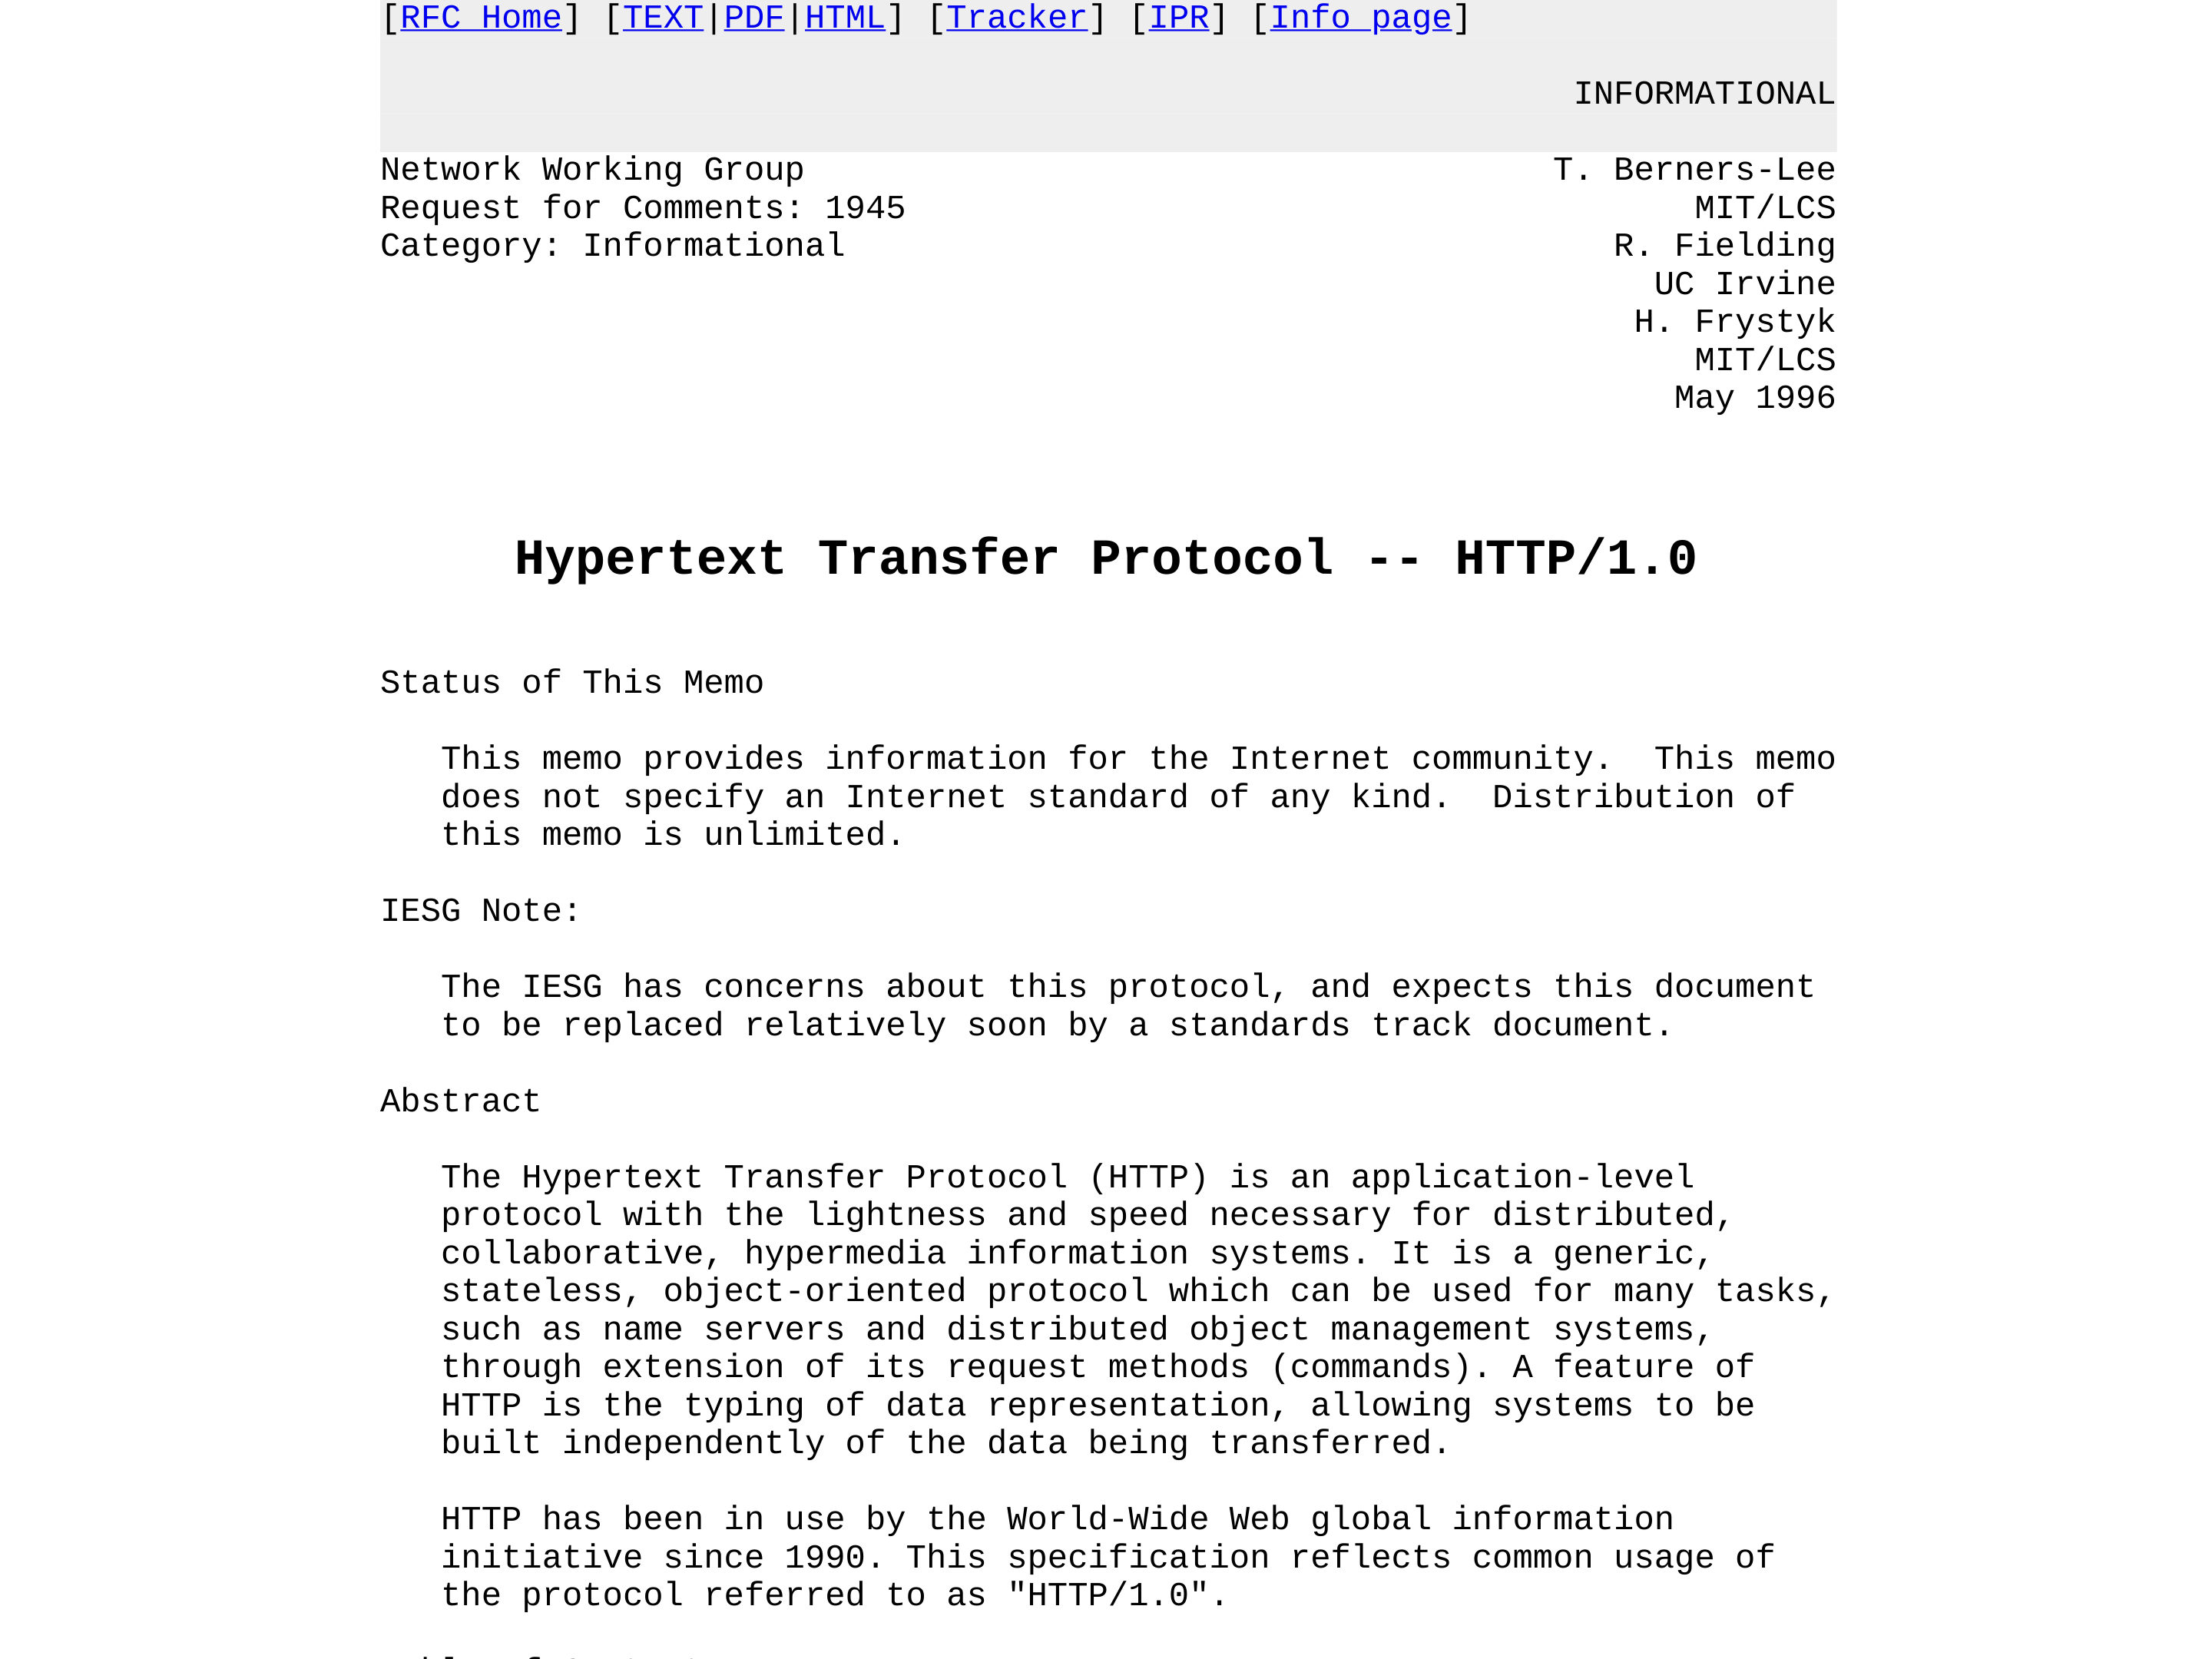 [RFC Home] [TEXT|PDF|HTML] [Tracker] [IPR] [Info page]
INFORMATIONAL
Network Working Group T. Berners-Lee
Request for Comments: 1945 MIT/LCS
Category: Informational R. Fielding
UC Irvine
H. Frystyk
MIT/LCS
May 1996
Hypertext Transfer Protocol -- HTTP/1.0
Status of This Memo
This memo provides information for the Internet community.  This memo
does not specify an Internet standard of any kind.  Distribution of
this memo is unlimited.
IESG Note:
The IESG has concerns about this protocol, and expects this document
to be replaced relatively soon by a standards track document.
Abstract
The Hypertext Transfer Protocol (HTTP) is an application-level
protocol with the lightness and speed necessary for distributed,
collaborative, hypermedia information systems. It is a generic,
stateless, object-oriented protocol which can be used for many tasks,
such as name servers and distributed object management systems,
through extension of its request methods (commands). A feature of
HTTP is the typing of data representation, allowing systems to be
built independently of the data being transferred.
HTTP has been in use by the World-Wide Web global information
initiative since 1990. This specification reflects common usage of
the protocol referred to as "HTTP/1.0".